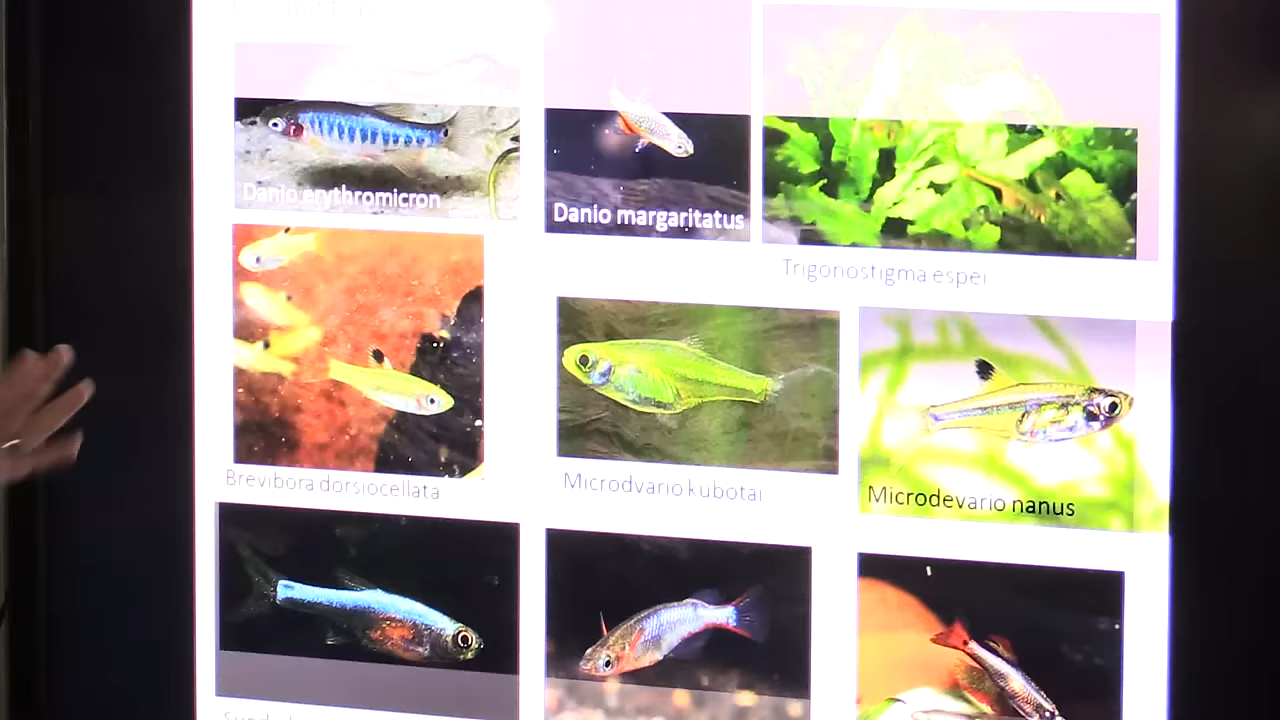 Danio erythromicron
Danio margaritatus
Trigonostigma espei
Brevibora dorsiocellata
Microdvario kubotai
Microdevario nanus